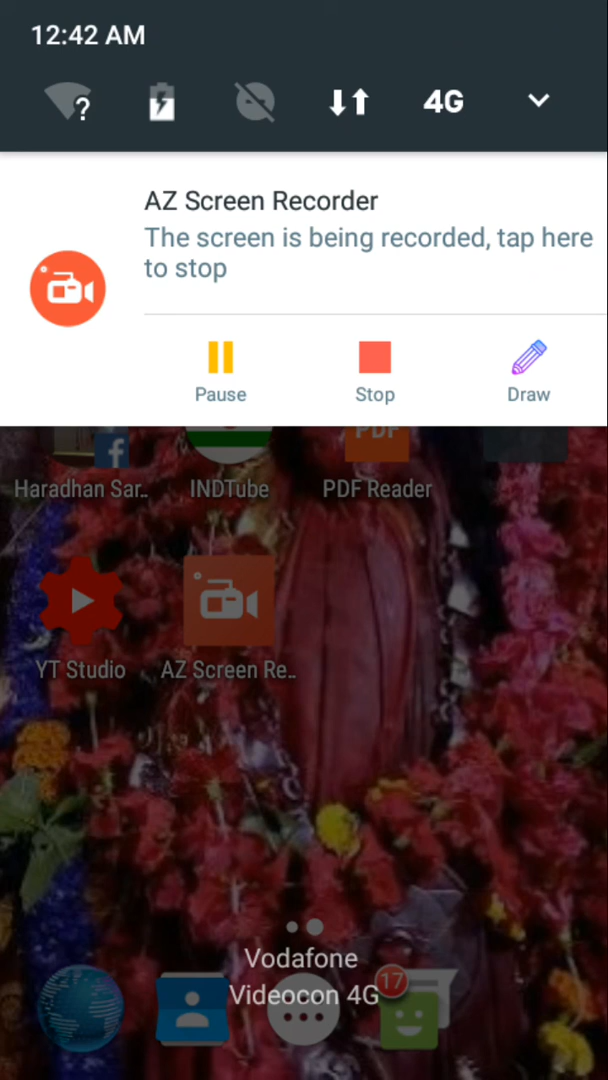 12:42 AM
?
4G
AZ Screen Recorder
The screen is being recorded, tap here
to stop
Pause
Stop
Draw
f
PDF
Haradhan Sar..
INDTube
PDF Reader
YT Studio
AZ Screen Re..
Vodafone
Videocon 4G
17